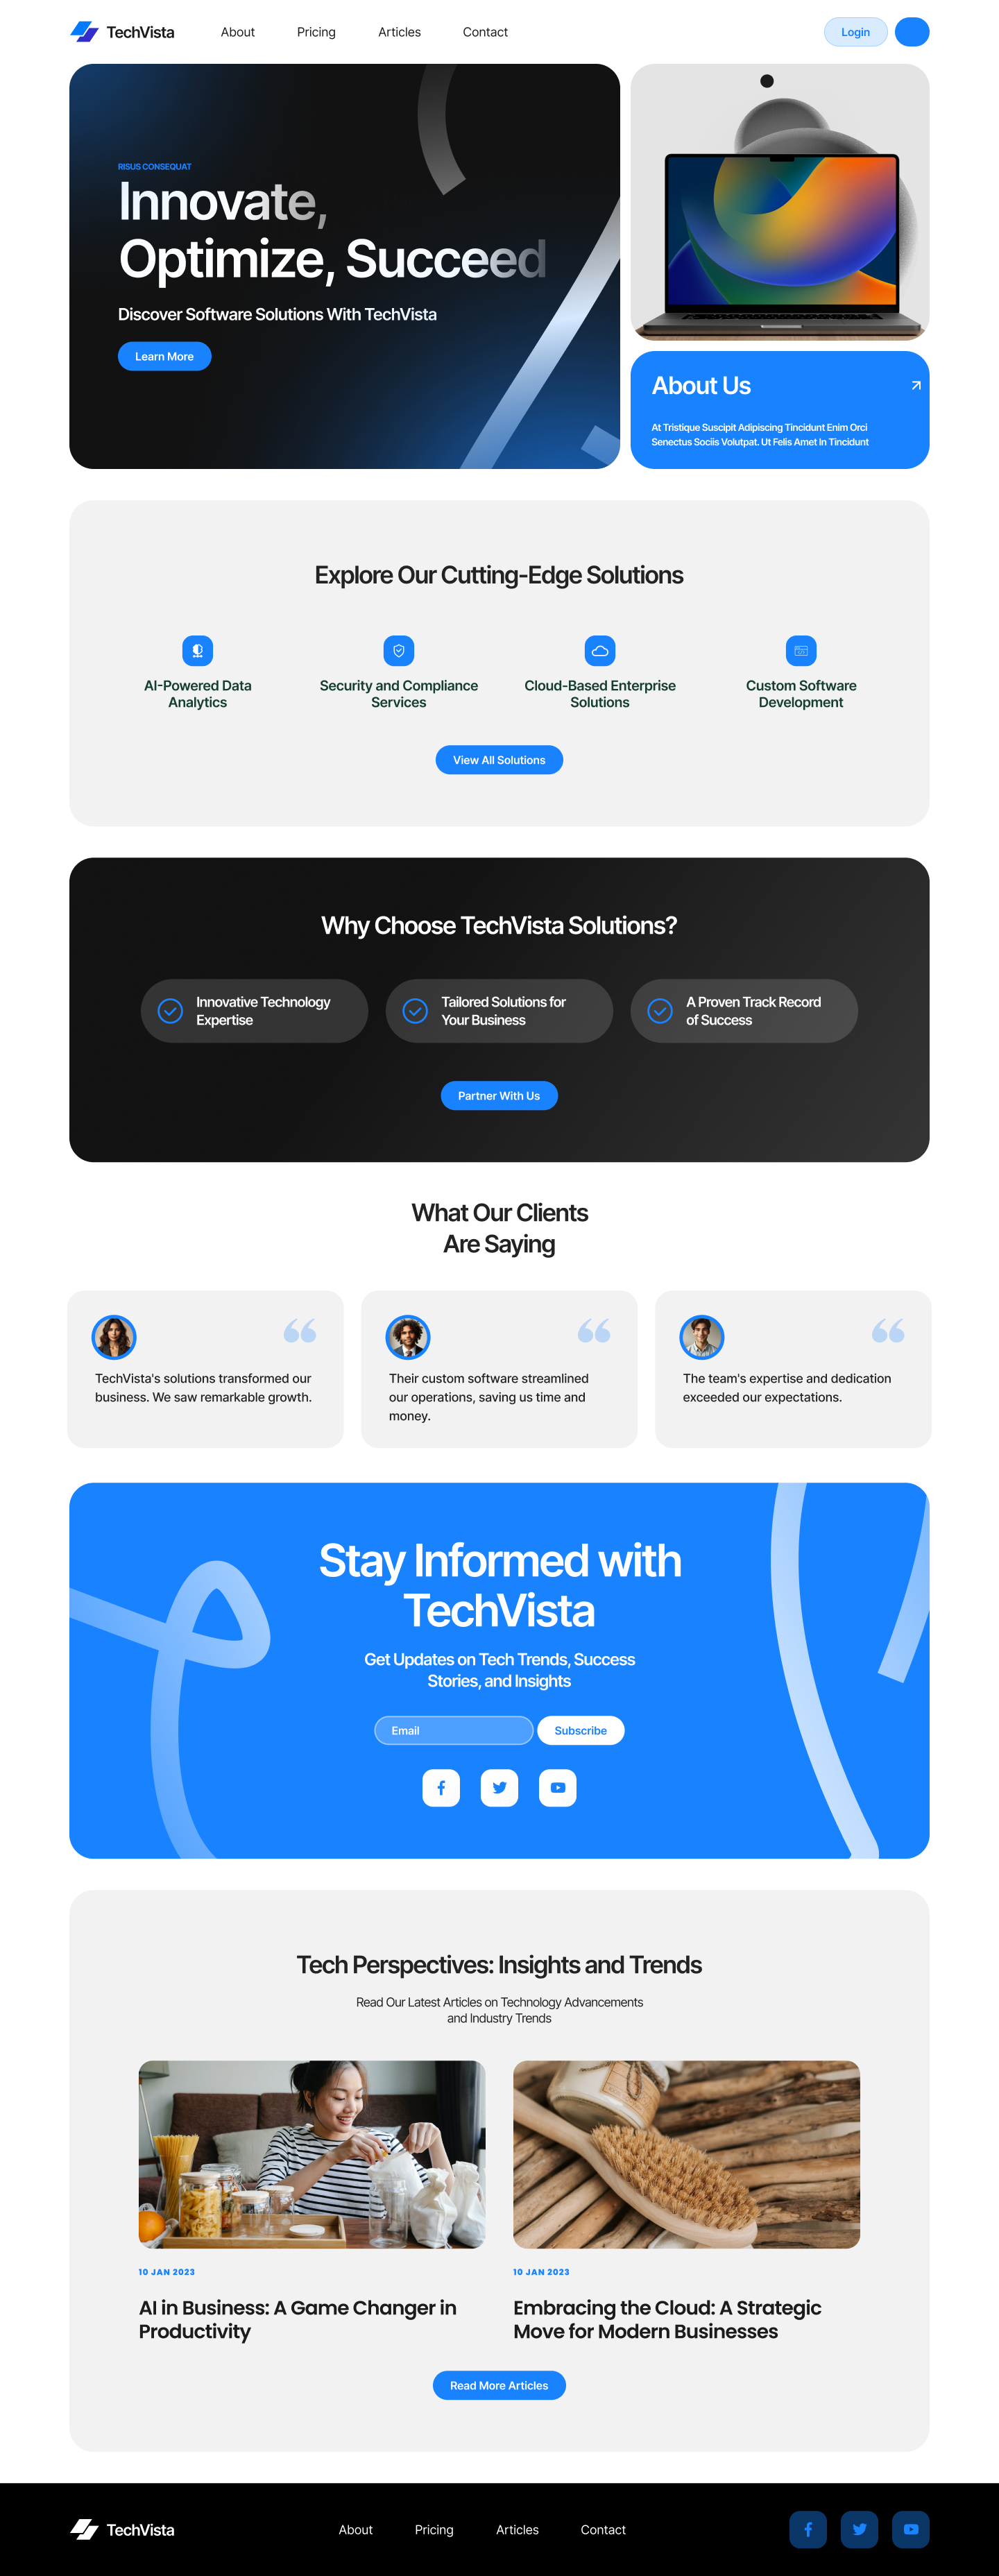 TechVista
About
Pricing
Articles
Contact
Login
RISUS CONSEQUAT
Innovate,
Optimize, Succeed
Discover Software Solutions With TechVista
Learn More
About Us
At Tristique Suscipit Adipiscing Tincidunt Enim Orci
Senectus Sociis Volutpat. Ut Felis Amet In Tincidunt
Explore Our Cutting-Edge Solutions
AI-Powered Data
Analytics
Security and Compliance
Services
Cloud-Based Enterprise
Solutions
Custom Software
Development
View All Solutions
Why Choose TechVista Solutions?
Innovative Technology
Expertise
Tailored Solutions for
Your Business
A Proven Track Record
of Success
Partner With Us
What Our Clients
Are Saying
TechVista's solutions transformed our
business. We saw remarkable growth.
Their custom software streamlined
our operations, saving us time and
money.
The team's expertise and dedication
exceeded our expectations.
Stay Informed with
TechVista
Get Updates on Tech Trends, Success
Stories, and Insights
Email
Subscribe
Tech Perspectives: Insights and Trends
Read Our Latest Articles on Technology Advancements
and Industry Trends
10 JAN 2023
AI in Business: A Game Changer in
Productivity
10 JAN 2023
Embracing the Cloud: A Strategic
Move for Modern Businesses
Read More Articles
TechVista
About
Pricing
Articles
Contact